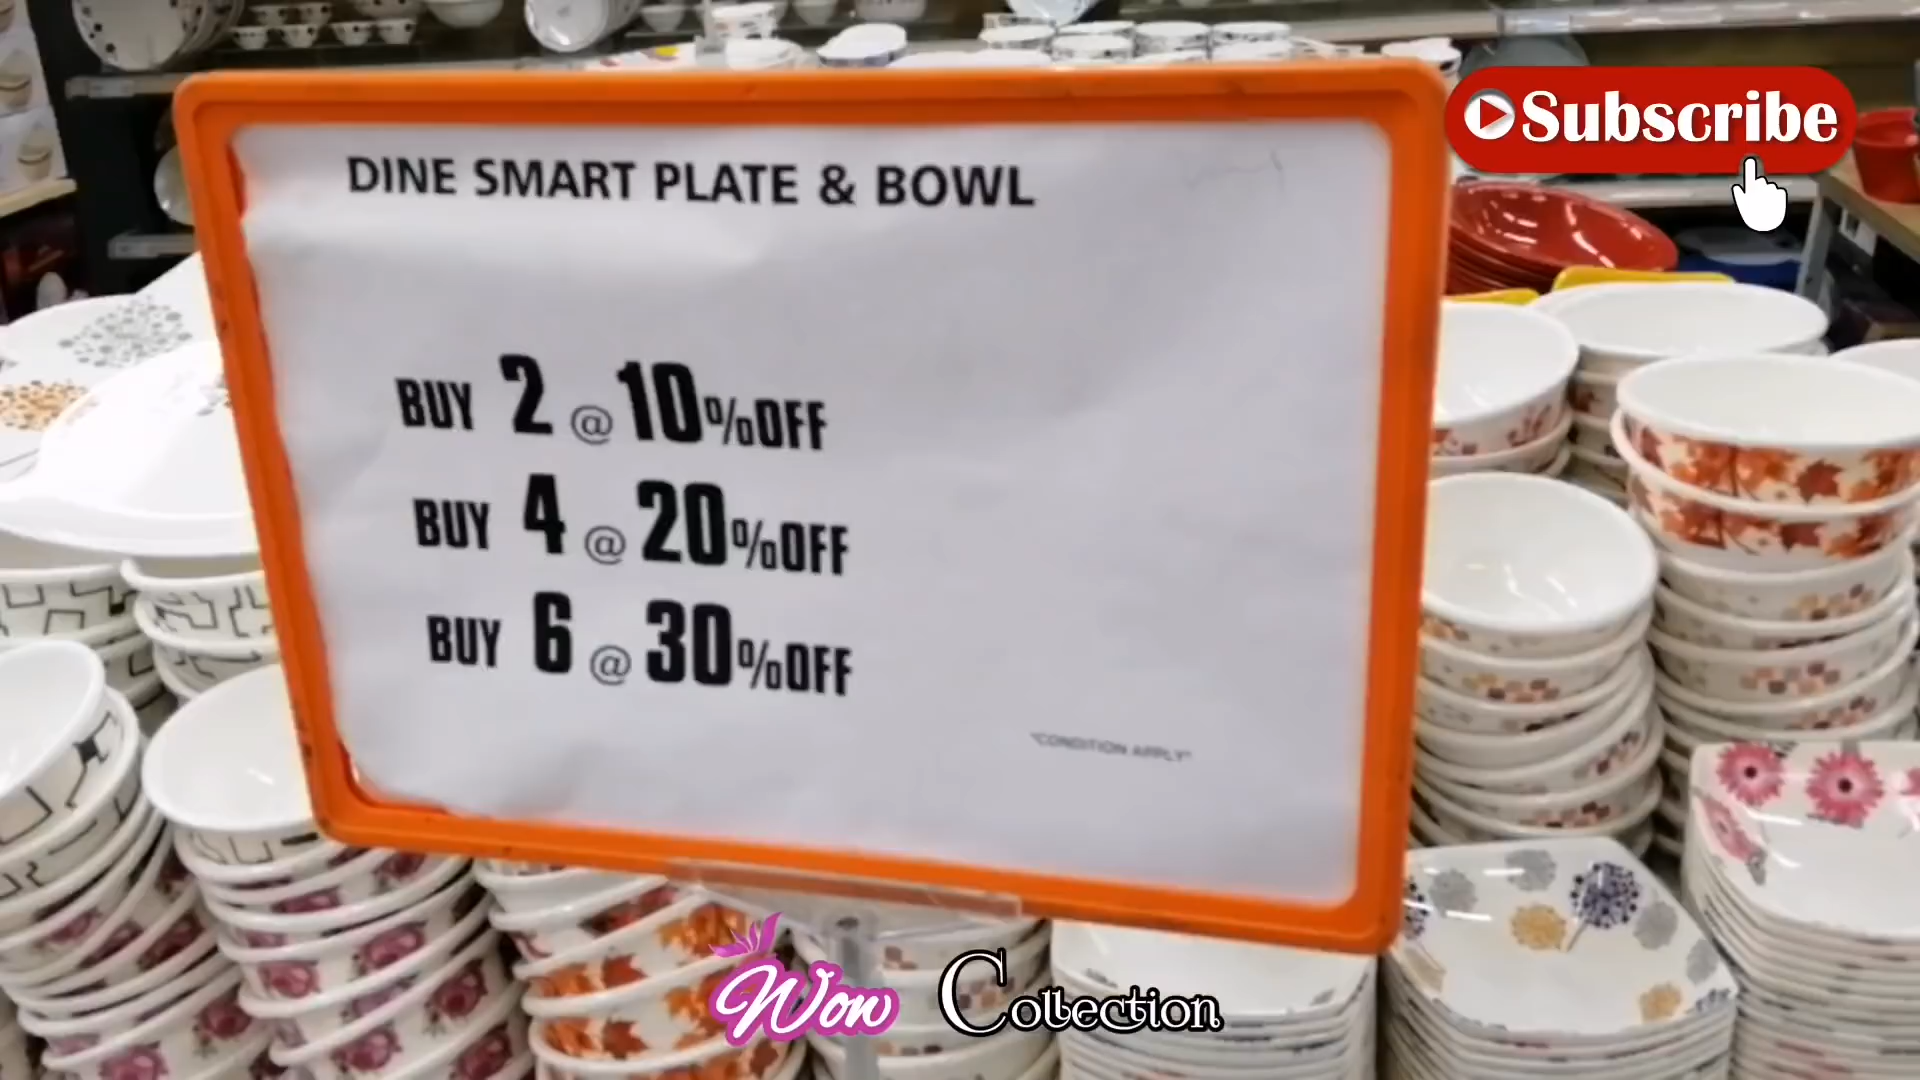 Subscribe
DINE SMART PLATE & BOWL
BUY 2 @ 10%OFF
BUY 4 @ 20%OFF
BUY 6 @ 30%OFF
"CONDITION APPLY"
Wow Collection